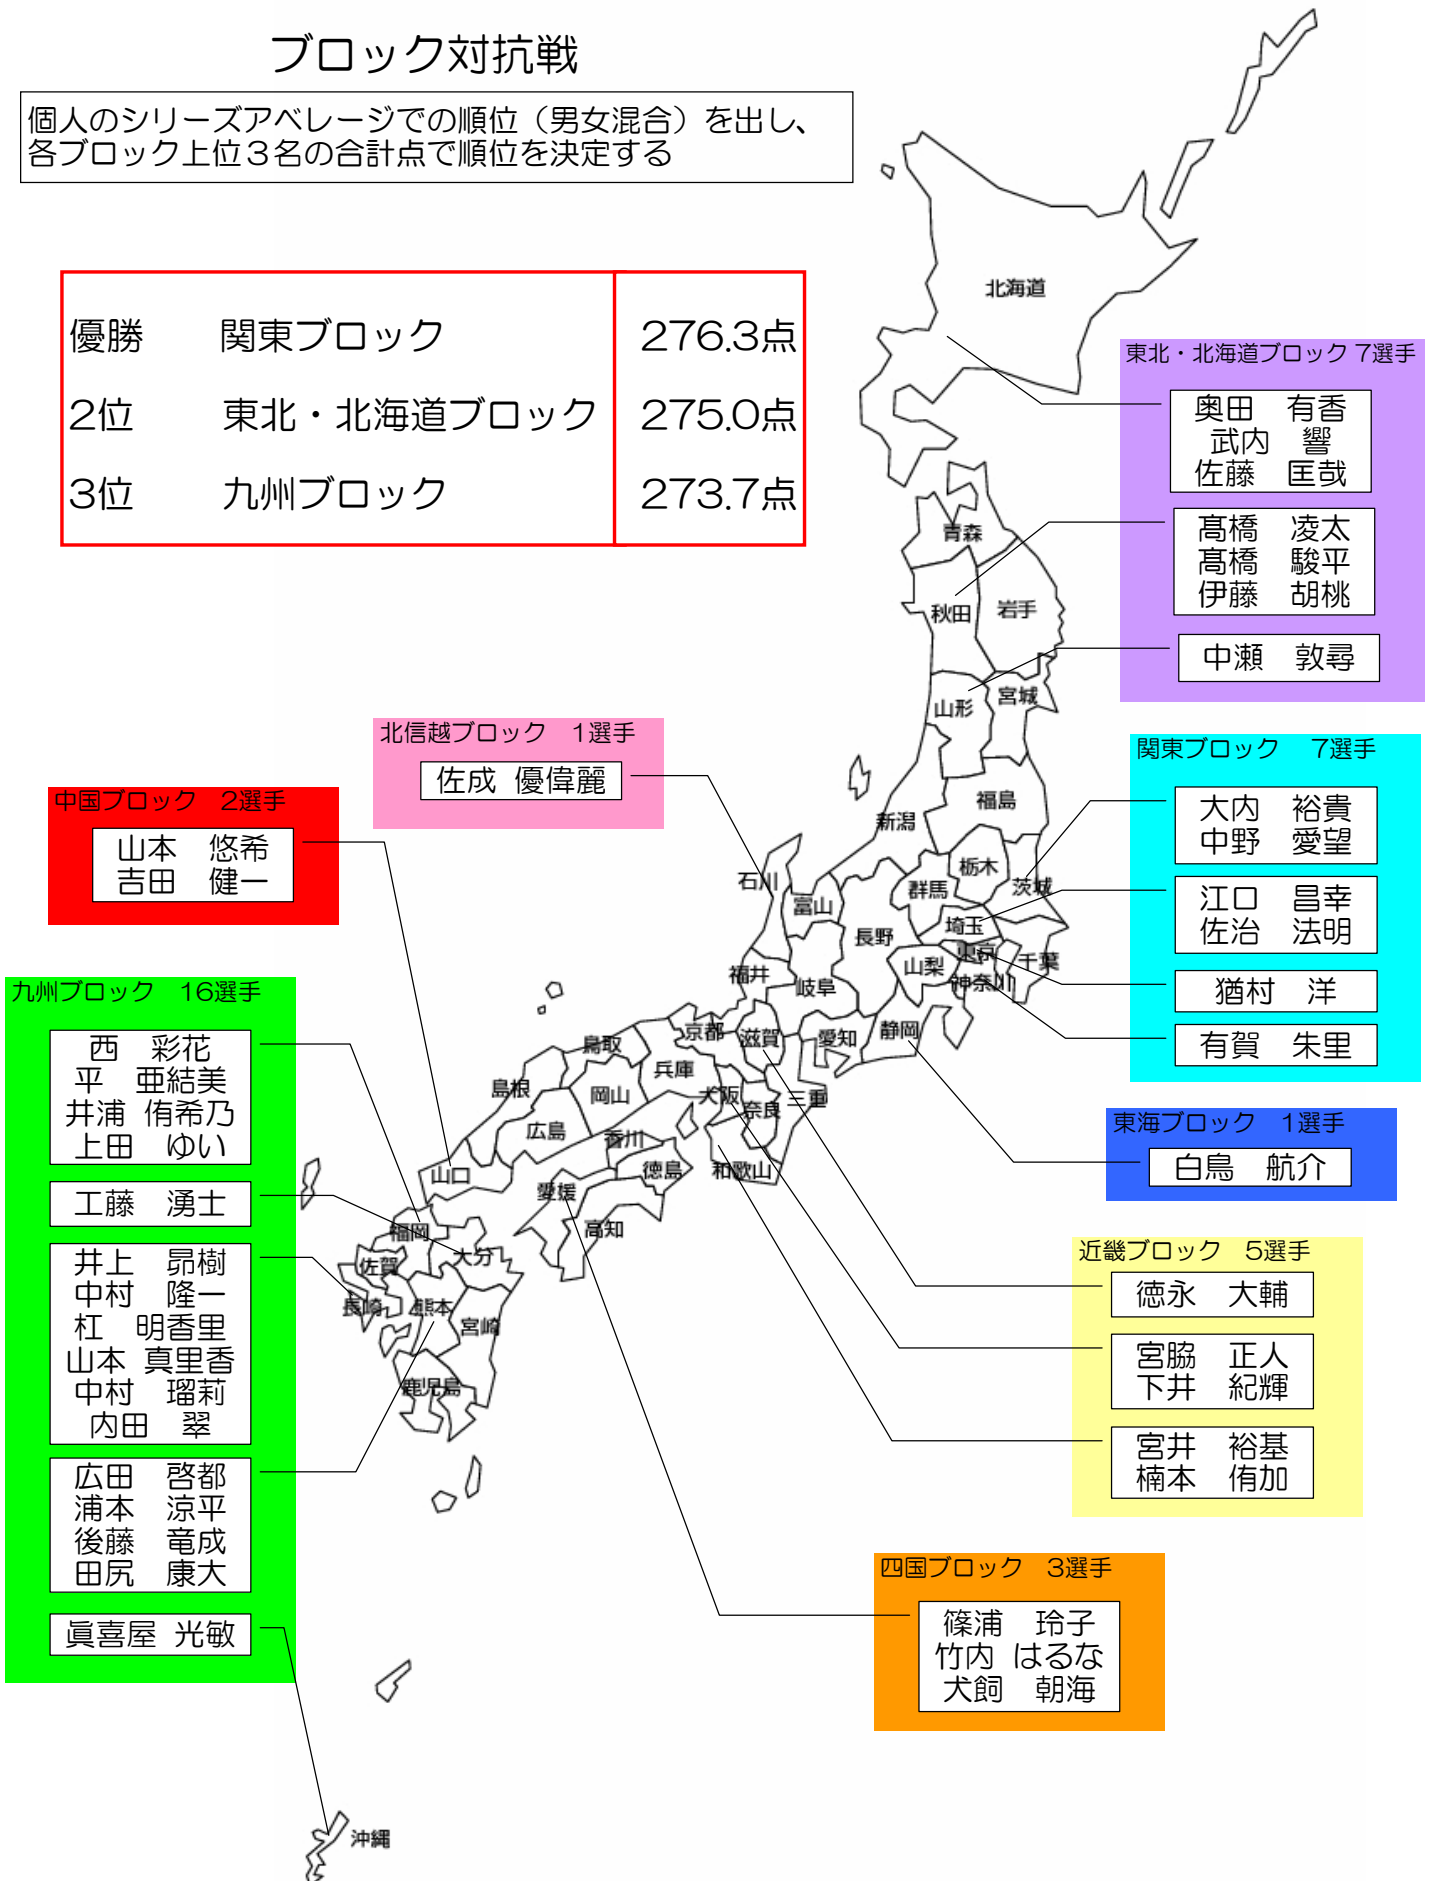 ブロック対抗戦
個人のシリーズアベレージでの順位（男女混合）を出し、
各ブロック上位３名の合計点で順位を決定する
優勝　関東ブロック　276.3点
2位　東北・北海道ブロック　275.0点
3位　九州ブロック　273.7点
東北・北海道ブロック 7選手
奥田　有香
武内　響
佐藤　匡哉
髙橋　凌太
髙橋　駿平
伊藤　胡桃
中瀬　敦尋
関東ブロック　7選手
大内　裕貴
中野　愛望
江口　昌幸
佐治　法明
猶村　洋
有賀　朱里
東海ブロック　1選手
白鳥　航介
近畿ブロック　5選手
徳永　大輔
宮脇　正人
下井　紀輝
宮井　裕基
楠本　侑加
四国ブロック　3選手
篠浦　玲子
竹内 はるな
犬飼　朝海
北信越ブロック　1選手
佐成 優偉麗
中国ブロック　2選手
山本　悠希
吉田　健一
九州ブロック　16選手
西　彩花
平　亜結美
井浦 侑希乃
上田　ゆい
工藤　湧士
井上　昴樹
中村　隆一
杠　明香里
山本 真里香
中村　瑠莉
内田　翠
広田　啓都
浦本　涼平
後藤　竜成
田尻　康大
眞喜屋 光敏
北海道
青森
秋田
岩手
山形
宮城
福島
新潟
栃木
群馬
茨城
埼玉
東京
千葉
神奈川
山梨
長野
石川
富山
福井
岐阜
静岡
愛知
三重
滋賀
京都
奈良
大阪
和歌山
兵庫
鳥取
島根
岡山
広島
山口
香川
徳島
愛媛
高知
福岡
佐賀
長崎
大分
熊本
宮崎
鹿児島
沖縄